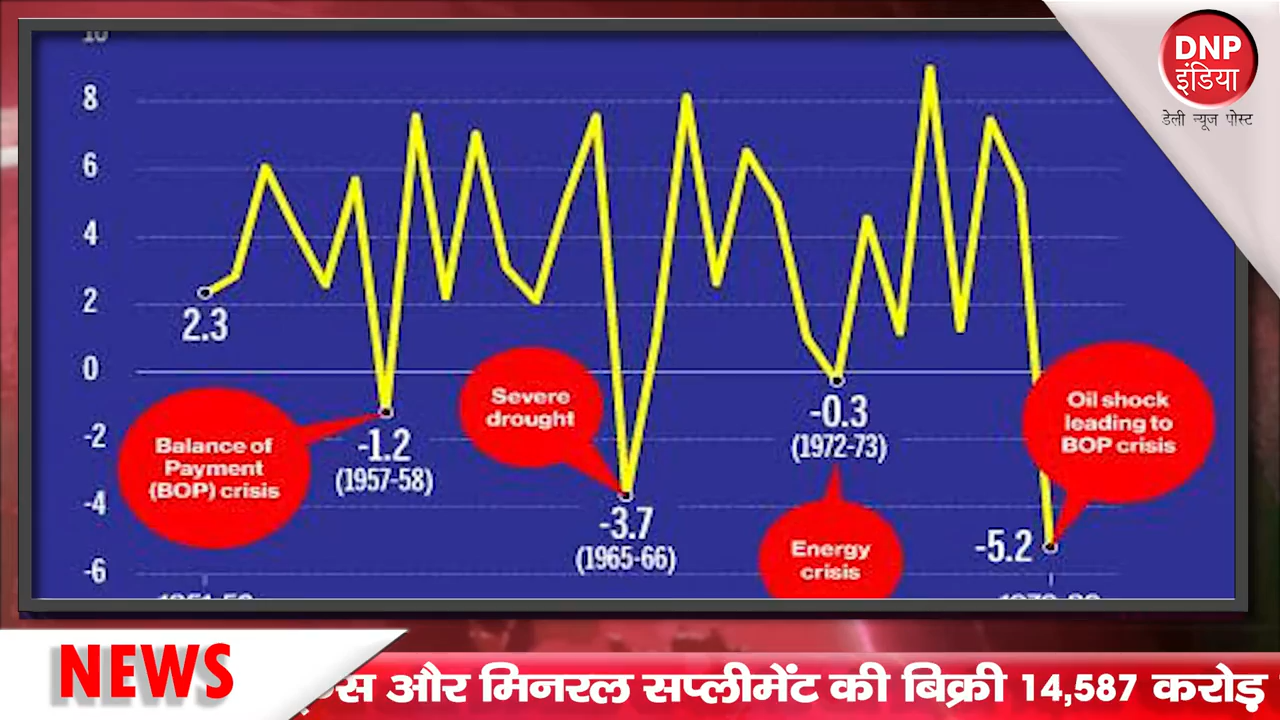 DNP
इंडिया
डेली न्यूज पोस्ट
8
6
4
2
0
-2
-4
-6
2.3
Balance of
Payment
(BOP) crisis
-1.2
(1957-58)
Severe
drought
-3.7
(1965-66)
-0.3
(1972-73)
Energy
crisis
Oil shock
leading to
BOP crisis
-5.2
NEWS
और मिनरल सप्लीमेंट की बिक्री 14,587 करोड़